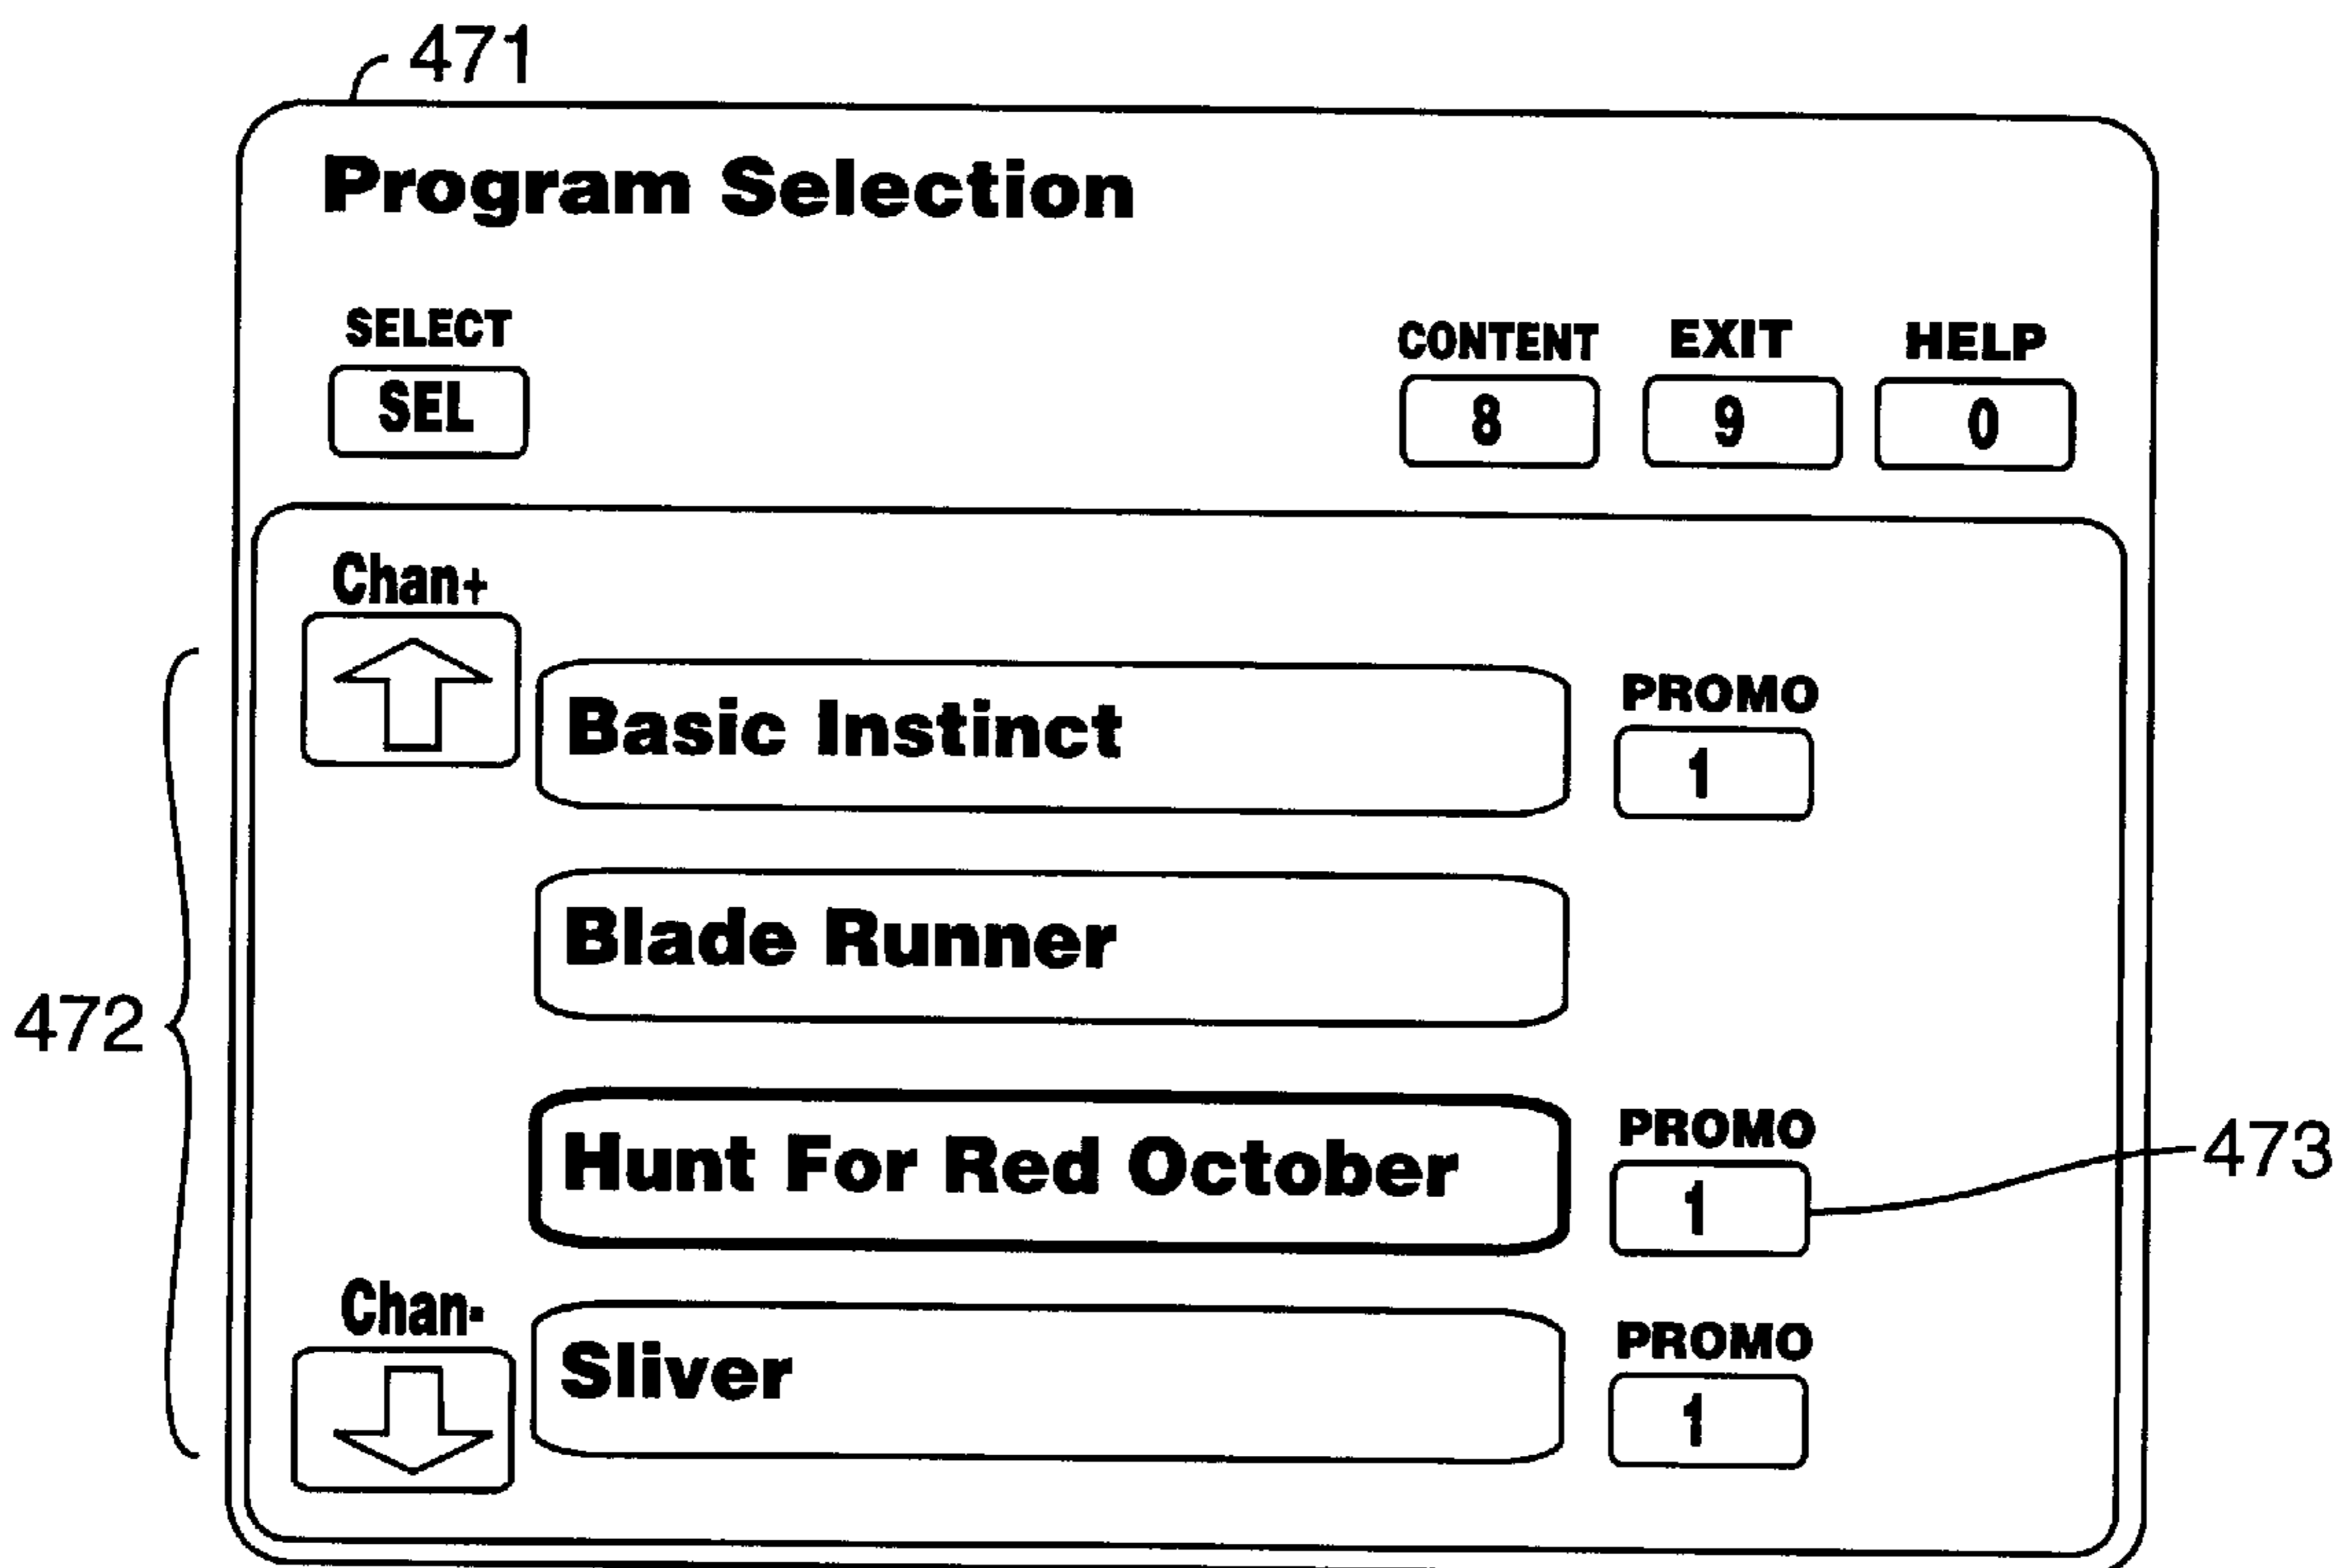 471
Program Selection
SELECT
CONTENT EXIT HELP
SEL
8 9 0
Chan+
PROMO
Basic Instinct
1
Blade Runner
472
PROMO
Hunt For Red October
473
1
Chan-
PROMO
Sliver
1